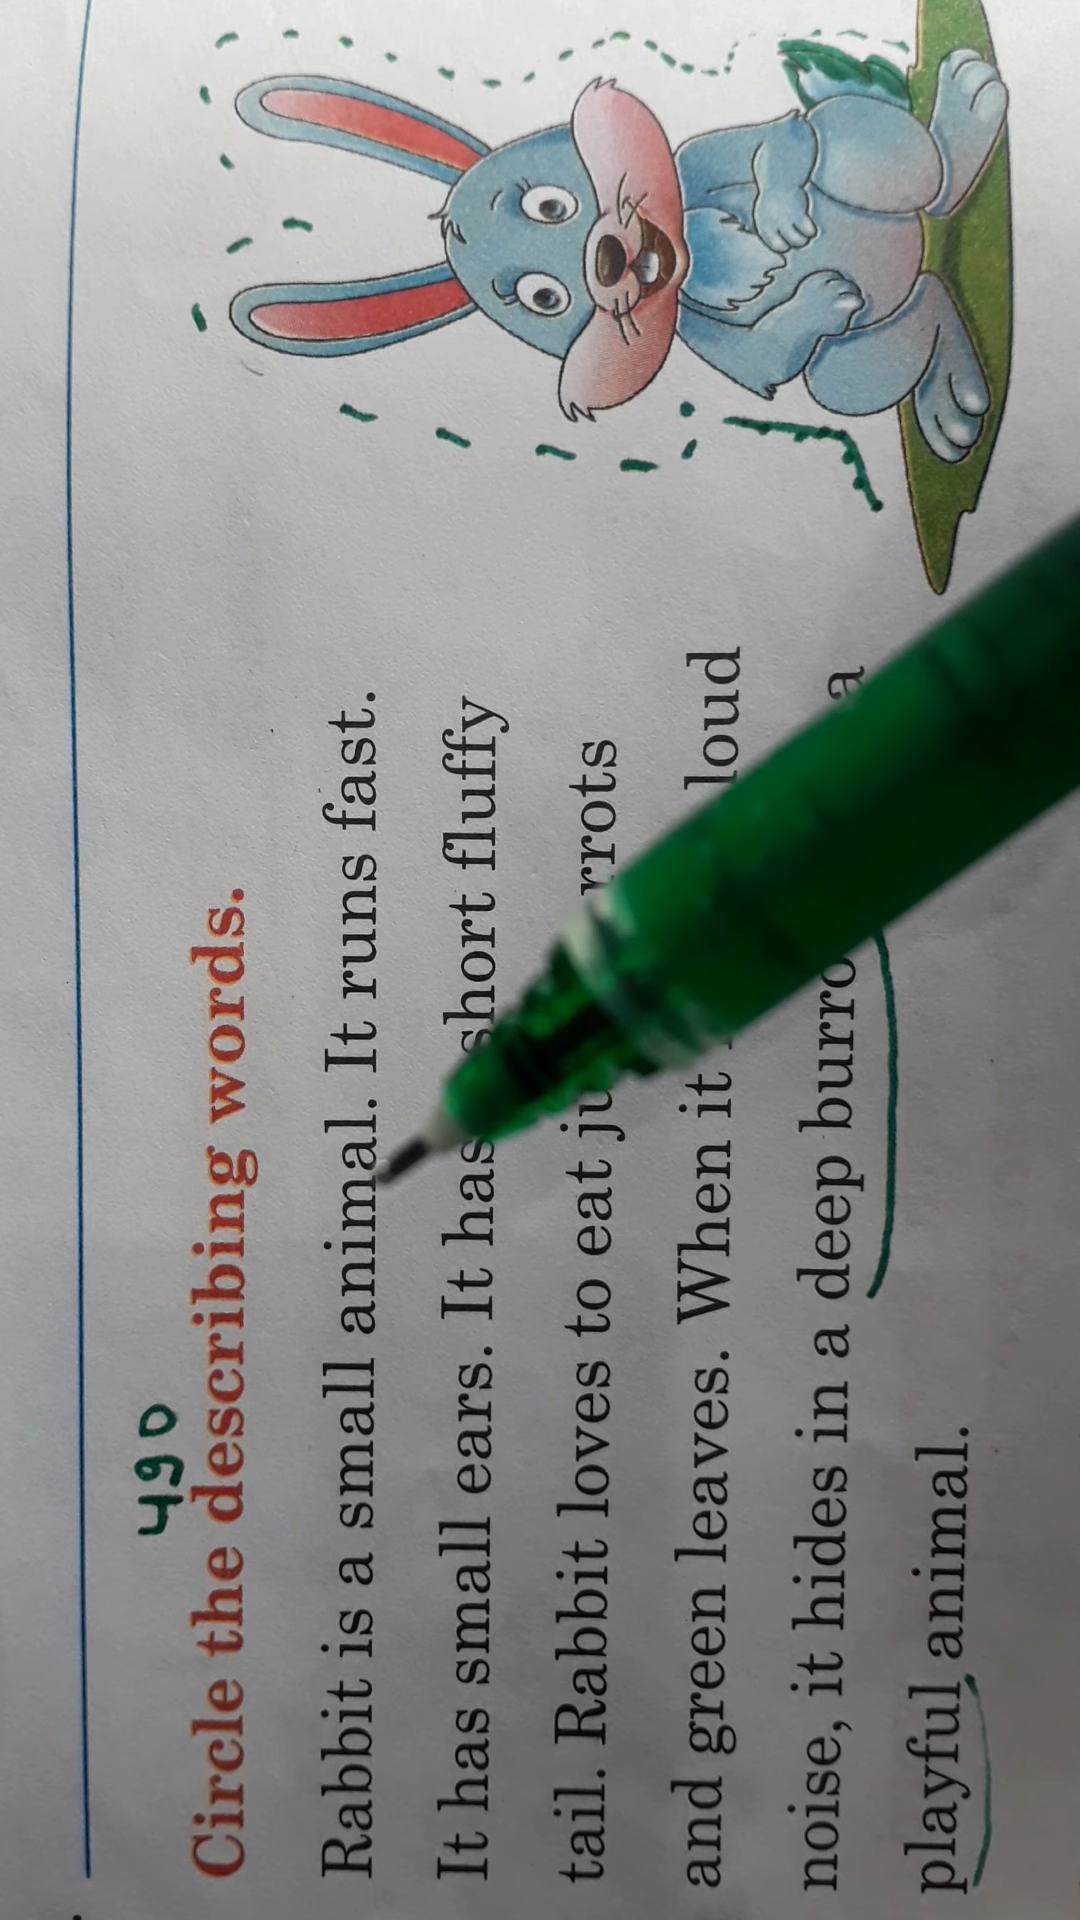 490
Circle the describing words.
Rabbit is a small animal. It runs fast.
It has small ears. It has short fluffy
tail. Rabbit loves to eat
and green leaves. When it loud
noise, it hides in a deep a
playful animal.